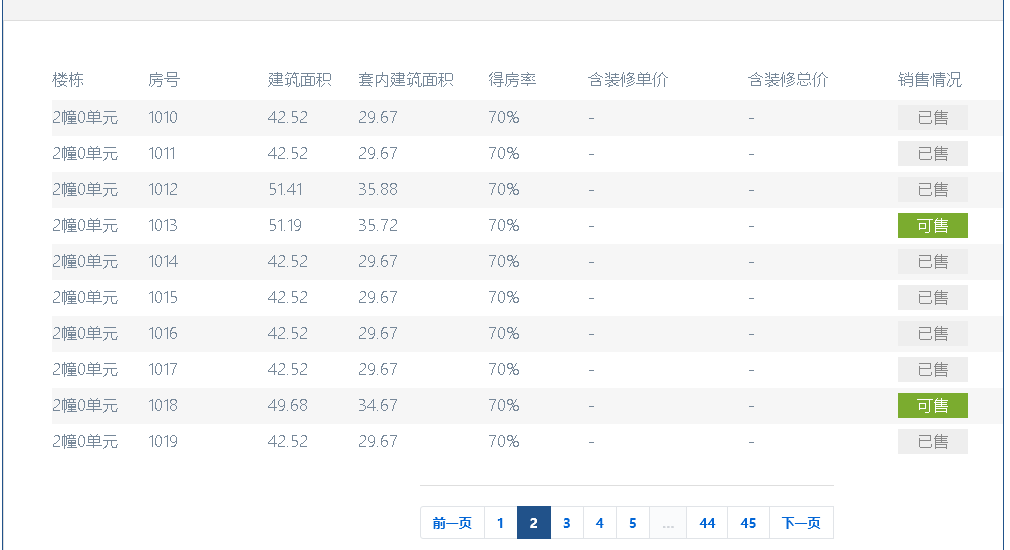 楼栋 房号 建筑面积 套内建筑面积 得房率 含装修单价 含装修总价 销售情况
2幢0单元 1010 42.52 29.67 70% - - 已售
2幢0单元 1011 42.52 29.67 70% - - 已售
2幢0单元 1012 51.41 35.88 70% - - 已售
2幢0单元 1013 51.19 35.72 70% - - 可售
2幢0单元 1014 42.52 29.67 70% - - 已售
2幢0单元 1015 42.52 29.67 70% - - 已售
2幢0单元 1016 42.52 29.67 70% - - 已售
2幢0单元 1017 42.52 29.67 70% - - 已售
2幢0单元 1018 49.68 34.67 70% - - 可售
2幢0单元 1019 42.52 29.67 70% - - 已售
前一页 1 2 3 4 5 ... 44 45 下一页